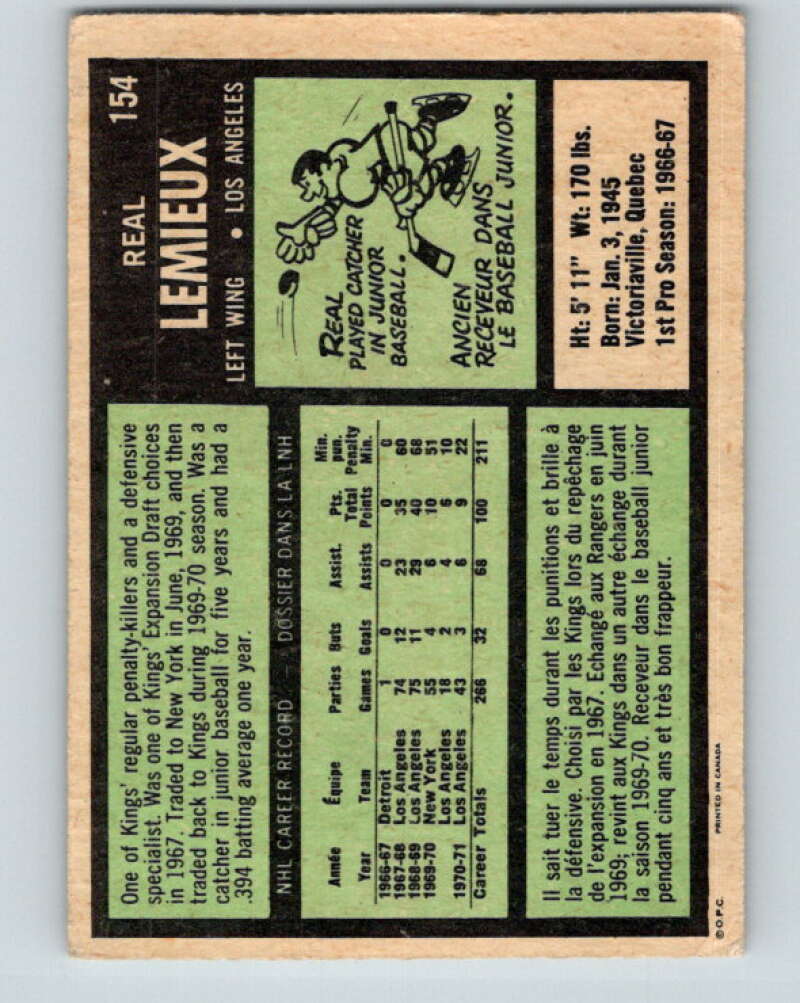 154
REAL
LEMIEUX
LEFT WING • LOS ANGELES
REAL
PLAYED CATCHER
IN JUNIOR
BASEBALL.
ANCIEN
RECEVEUR DANS
LE BASEBALL JUNIOR.
Ht: 5' 11" Wt: 170 lbs.
Born: Jan. 3, 1945
Victoriaville, Quebec
1st Pro Season: 1966-67
One of Kings' regular penalty-killers and a defensive
specialist. Was one of Kings' Expansion Draft choices
in 1967. Traded to New York in June, 1969, and then
traded back to Kings during 1969-70 season. Was a
catcher in junior baseball for five years and had a
.394 batting average one year.
NHL CAREER RECORD — DOSSIER DANS LA LNH
Année Équipe Parties Buts Assist. Pts. Total Min. pun. Penalty
Year Team Games Goals Assists Points Min.
1966-67 Detroit 1 0 0 0 0
1967-68 Los Angeles 74 12 23 35 60
1968-69 Los Angeles 75 11 29 40 68
1969-70 New York 55 4 6 10 51
Los Angeles 18 2 4 6 10
1970-71 Los Angeles 43 3 6 9 22
Career Totals 266 32 68 100 211
Il sait tuer le temps durant les punitions et brille à
la défensive. Choisi par les Kings lors du repêchage
de l'expansion en 1967. Echangé aux Rangers en juin
1969; revint aux Kings dans un autre échange durant
la saison 1969-70. Receveur dans le baseball junior
pendant cinq ans et très bon frappeur.
© O.P.C. PRINTED IN CANADA